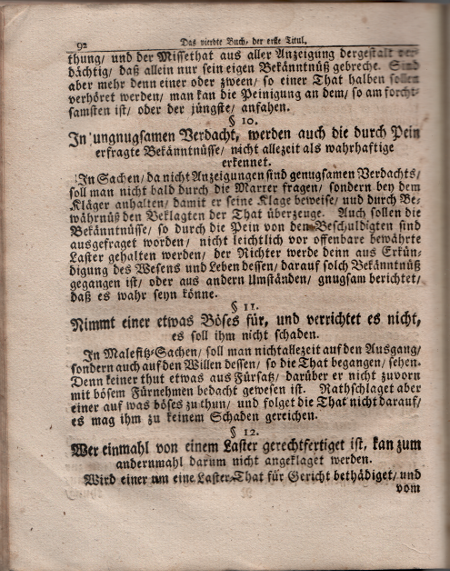 92 Das vierdte Buch, der erste Titul.
thung/ und der Missethat aus aller Anzeigung dergestalt ver-
dächtig/ daß allein nur sein eigen Bekänntnüß gebreche. Sind
aber mehr denn einer oder zween/ so einer That halben sollen
verhöret werden/ man kan die Peinigung an dem/ so am forcht-
samsten ist/ oder der jüngste/ anfahen.
§ 10.
In ungnugsamen Verdacht, werden auch die durch Pein
erfragte Bekänntnüsse/ nicht allezeit als wahrhaftige
erkennet.
In Sachen/ da nicht Anzeigungen sind genugsamen Verdachts/
soll man nicht bald durch die Marter fragen/ sondern bey dem
Kläger anhalten/ damit er seine Klage beweise/ und durch Be-
währnüß den Beklagten der That überzeuge. Auch sollen die
Bekäntnüsse/ so durch die Pein von den Beschuldigten sind
ausgefraget worden/ nicht leichtlich vor offenbare bewährte
Laster gehalten werden/ der Richter werde denn aus Erkün-
digung des Wesens und Leben dessen/ darauf solch Bekänntnüß
gegangen ist/ oder aus andern Umständen/ gnugsam berichtet/
daß es wahr seyn könne.
§ 11.
Nimmt einer etwas Böses für, und verrichtet es nicht,
es soll ihm nicht schaden.
In Malefitz-Sachen/ soll man nicht allezeit auf den Ausgang/
sondern auch auf den Willen dessen/ so die That begangen/ sehen.
Denn keiner thut etwas aus Fürsatz/ darüber er nicht zuvorn
mit bösem Fürnehmen bedacht gewesen ist. Rathschlaget aber
einer auf was böses zu thun/ und folget die That nicht darauf/
es mag ihm zu keinem Schaden gereichen.
§ 12.
Wer einmahl von einem Laster gerechtfertiget ist, kan zum
andernmahl darum nicht angeklaget werden.
Wird einer um eine Laster-That für Gericht bethädiget/ und
vom